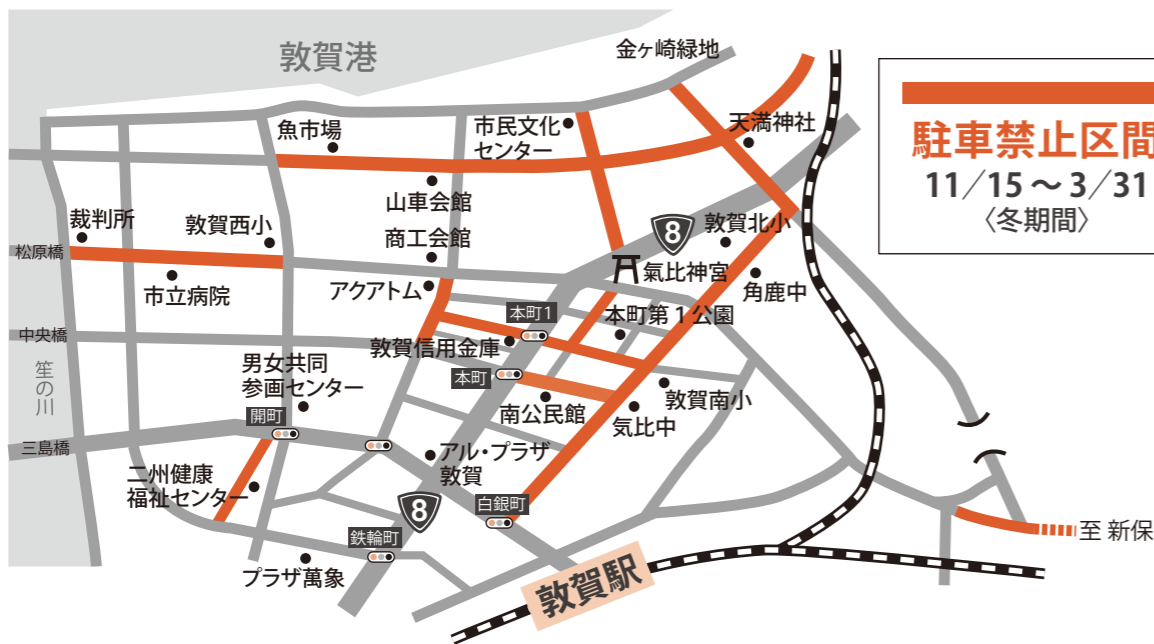 敦賀港
金ヶ崎緑地
駐車禁止区間
11/15～3/31
〈冬期間〉
魚市場
市民文化
センター
天満神社
山車会館
裁判所
敦賀西小
商工会館
8
敦賀北小
松原橋
氣比神宮
市立病院
アクアトム
角鹿中
本町1
本町第1公園
中央橋
敦賀信用金庫
笙の川
男女共同
参画センター
本町
敦賀南小
南公民館
気比中
開町
三島橋
アル・プラザ
敦賀
二州健康
福祉センター
8
白銀町
至 新保
鉄輪町
プラザ萬象
敦賀駅